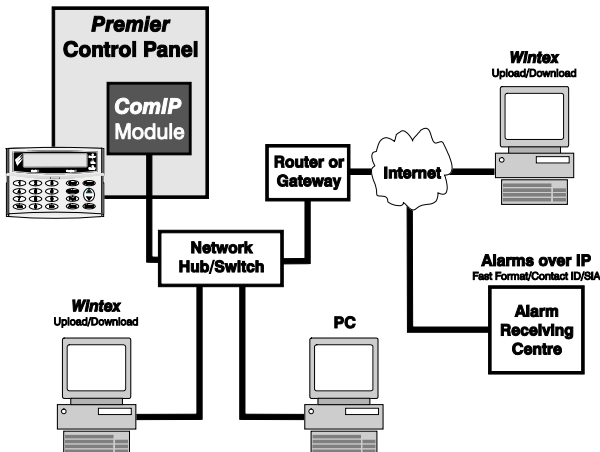 Premier
Control Panel
ComIP
Module
Wintex
Upload/Download
Router or
Gateway
Internet
Network
Hub/Switch
Alarms over IP
Fast Format/Contact ID/SIA
Alarm
Receiving
Centre
Wintex
Upload/Download
PC